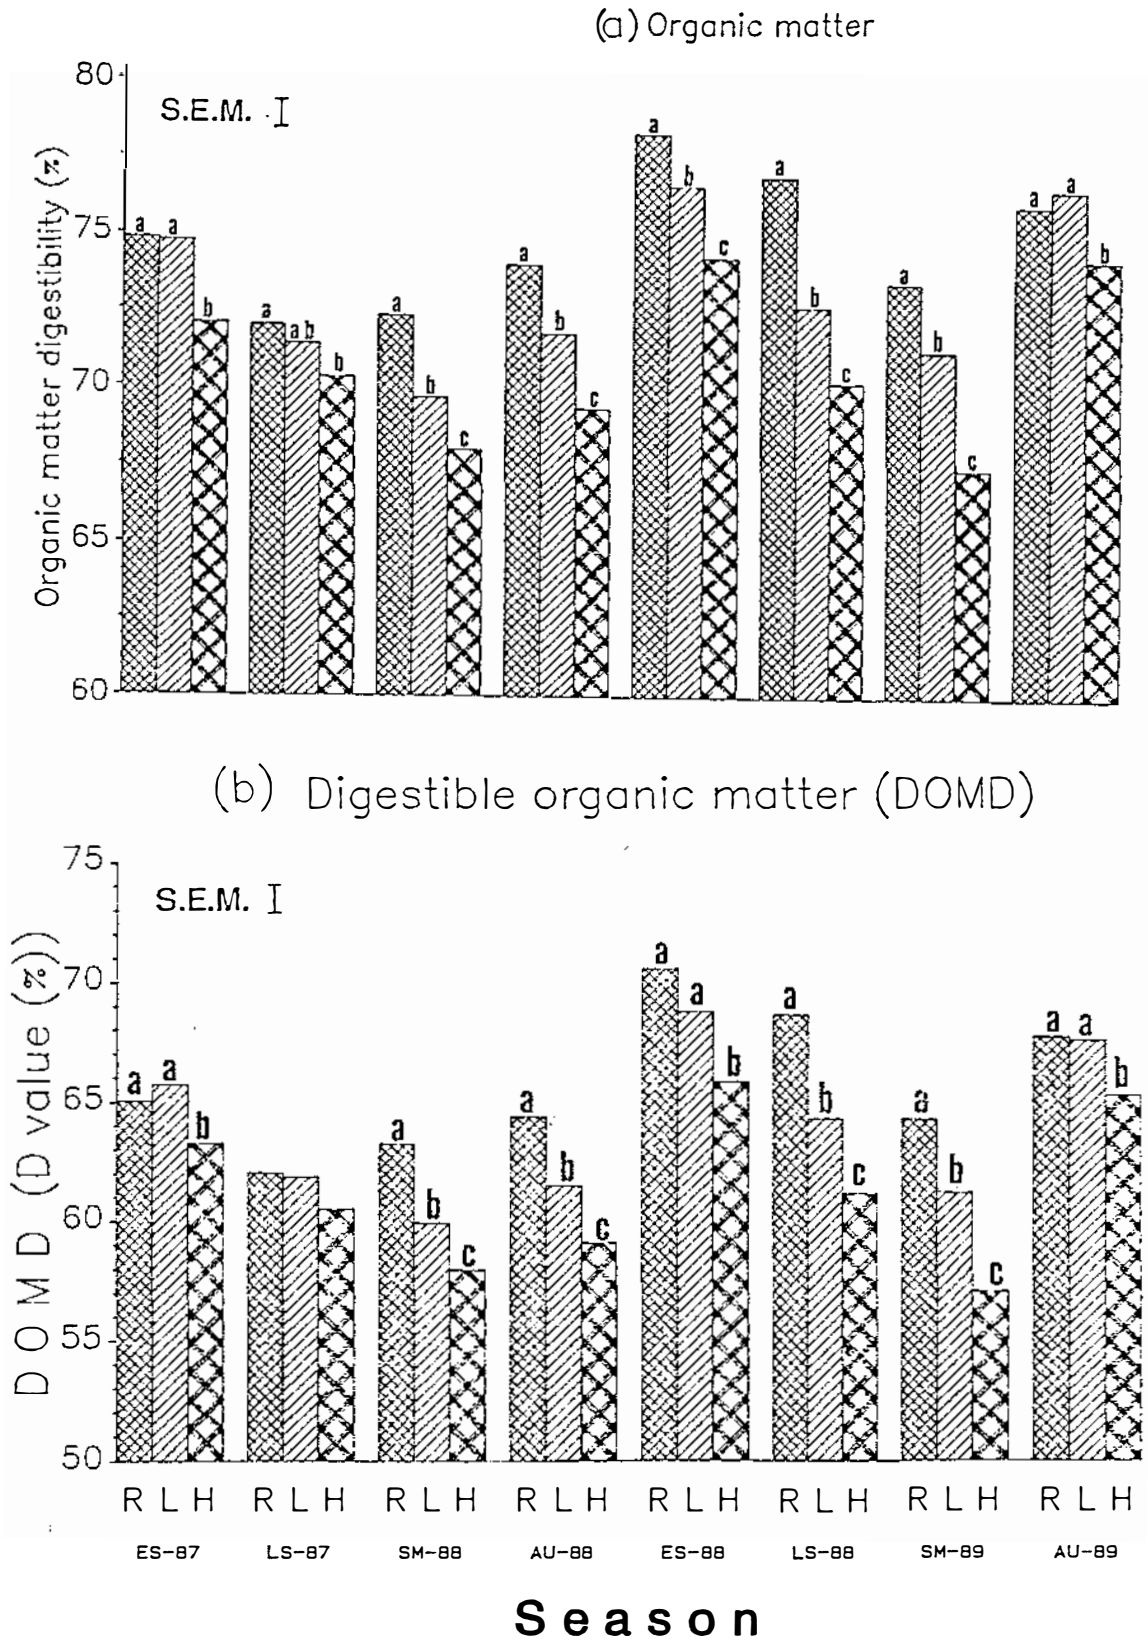 (a) Organic matter
80
S.E.M.
75
70
65
60
Organic matter digestibility (%)
a a b
a ab b
a b c
a b c
a b c
a b c
a b c
a a b
(b) Digestible organic matter (DOMD)
75
S.E.M.
70
65
60
55
50
DOMD (D value (%))
a a b
a b c
a b c
a a b
a b c
a b c
a a b
R L H R L H R L H R L H R L H R L H R L H R L H
ES-87 LS-87 SM-88 AU-88 ES-88 LS-88 SM-89 AU-89
Season